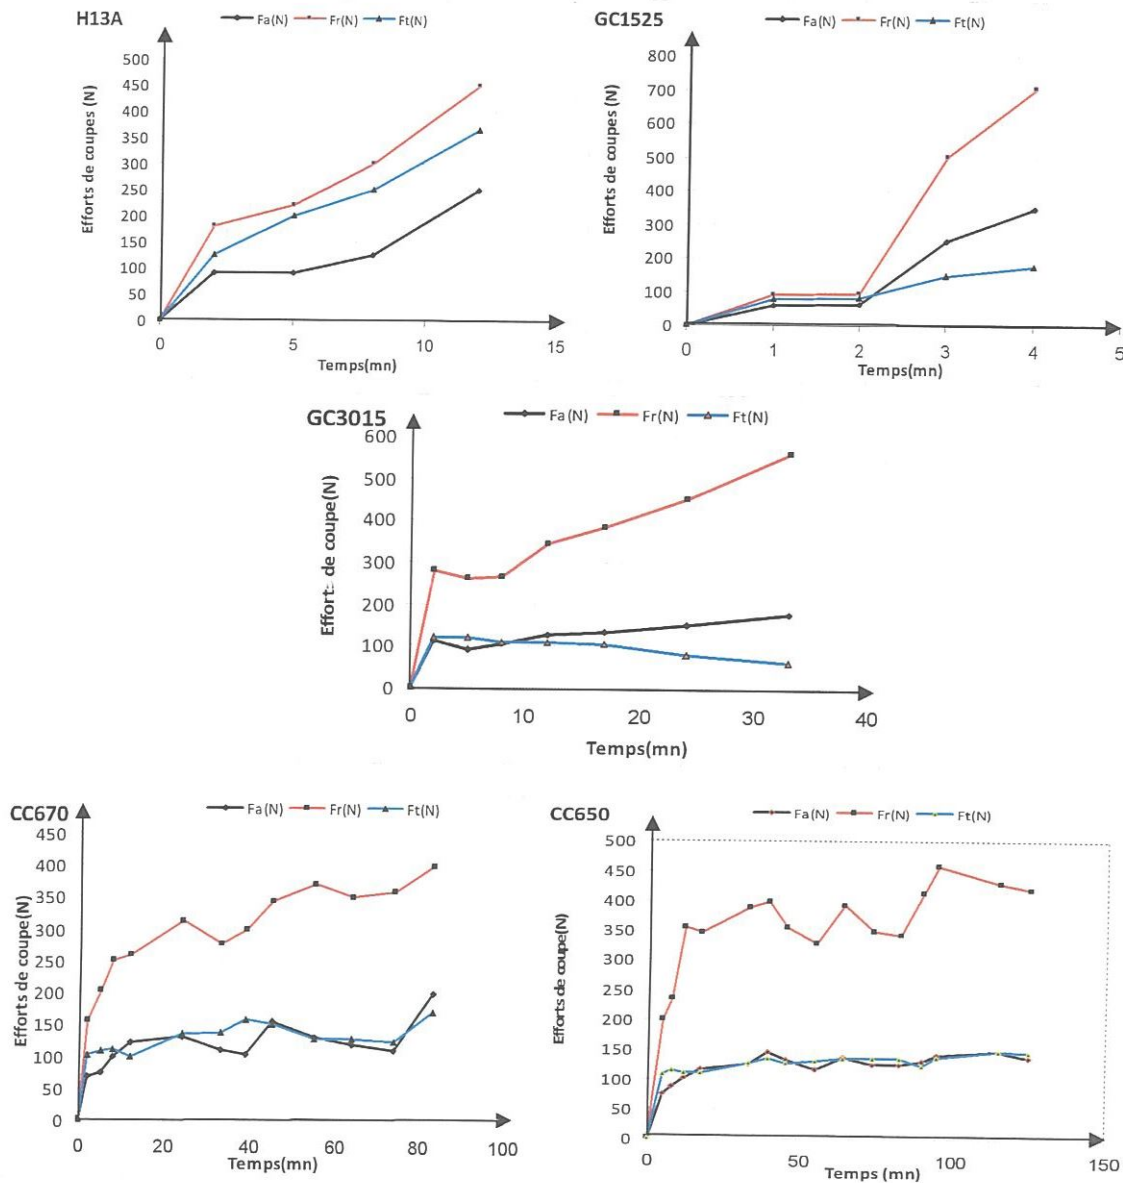 H13A
Fa(N) Fr(N) Ft(N)
Efforts de coupes (N)
500
450
400
350
300
250
200
150
100
50
0
0 5 10 15
Temps(mn)
GC1525
Fa(N) Fr(N) Ft(N)
Efforts de coupes (N)
800
700
600
500
400
300
200
100
0
0 1 2 3 4 5
Temps(mn)
GC3015
Fa(N) Fr(N) Ft(N)
Efforts de coupe(N)
600
500
400
300
200
100
0
0 10 20 30 40
Temps(mn)
CC670
Fa(N) Fr(N) Ft(N)
Efforts de coupe(N)
450
400
350
300
250
200
150
100
50
0
0 20 40 60 80 100
Temps(mn)
CC650
Fa(N) Fr(N) Ft(N)
Efforts de coupe(N)
500
450
400
350
300
250
200
150
100
50
0
0 50 100 150
Temps (mn)